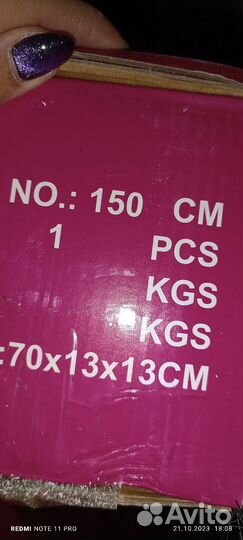 NO.: 150 CM
1 PCS
KGS
KGS
:70x13x13CM
REDMI NOTE 11 PRO
21.10.2023 18:08
Avito